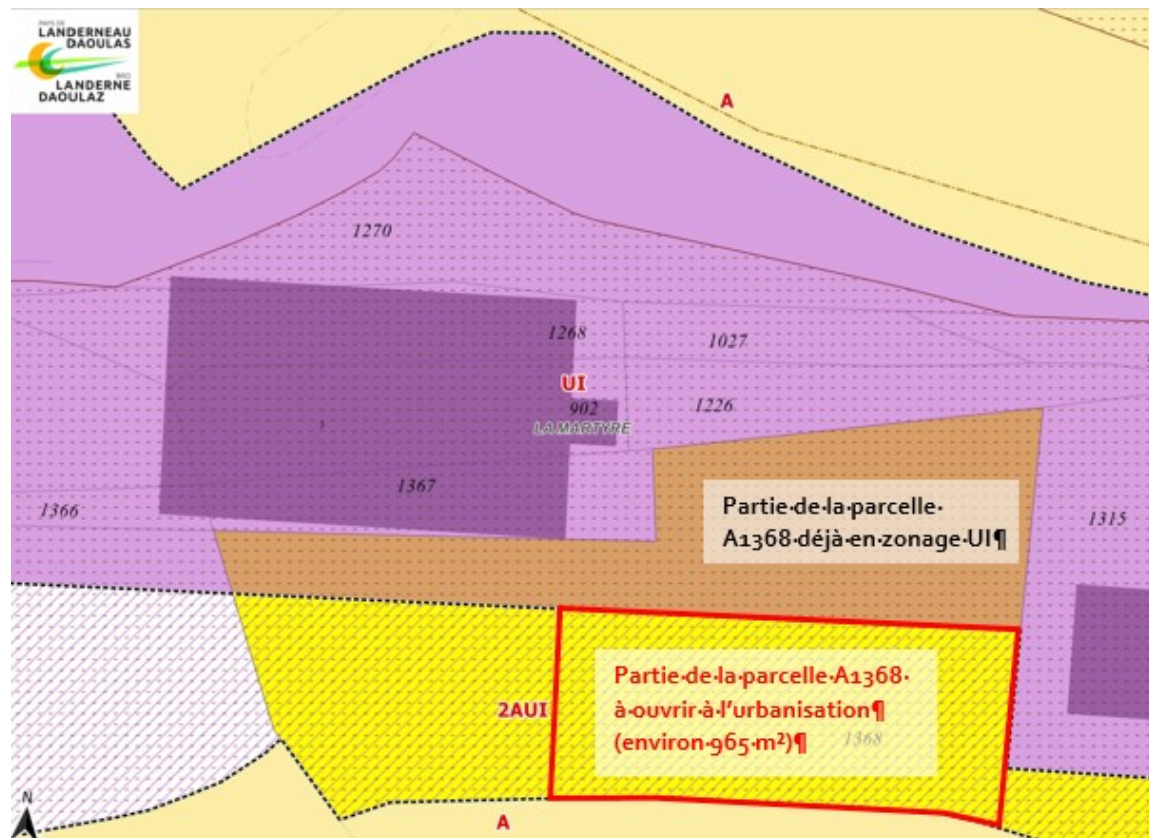 PAYS DE
LANDERNEAU
DAOULAS
BRO
LANDERNE
DAOULAZ
A
1270
1268
1027
UI
902
1226
LA MARTYRE
1367
1366
Partie·de·la·parcelle·
A1368·déjà·en·zonage·UI¶
1315
Partie·de·la·parcelle·A1368·
à·ouvrir·à·l'urbanisation¶
(environ·965·m²)¶
1368
2AUI
A
N